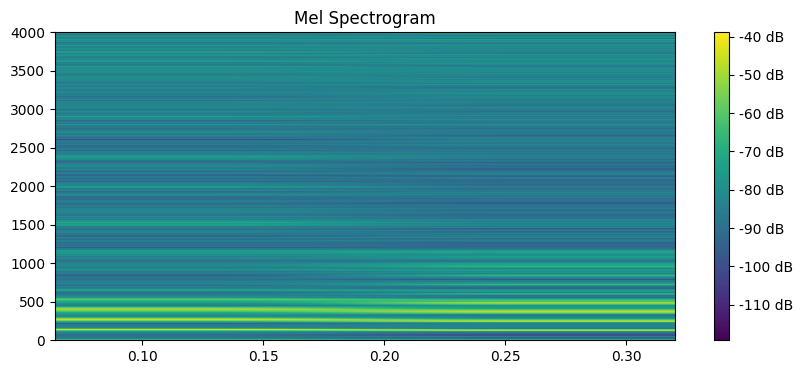 Mel Spectrogram
4000
3500
3000
2500
2000
1500
1000
500
0
0.10 0.15 0.20 0.25 0.30
-40 dB
-50 dB
-60 dB
-70 dB
-80 dB
-90 dB
-100 dB
-110 dB